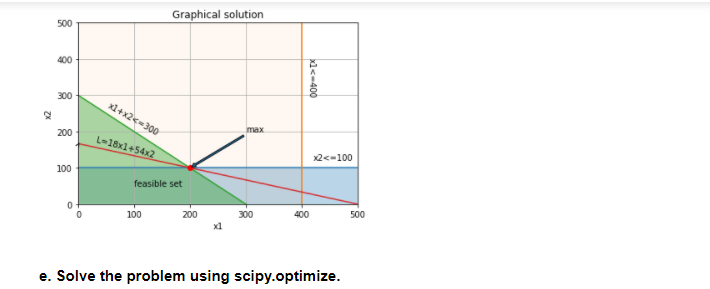 Graphical solution
500
400
300
200
100
0
x2
x1+x2<=300
L=18x1+54x2
max
x1<=400
x2<=100
feasible set
0 100 200 300 400 500
x1
e. Solve the problem using scipy.optimize.